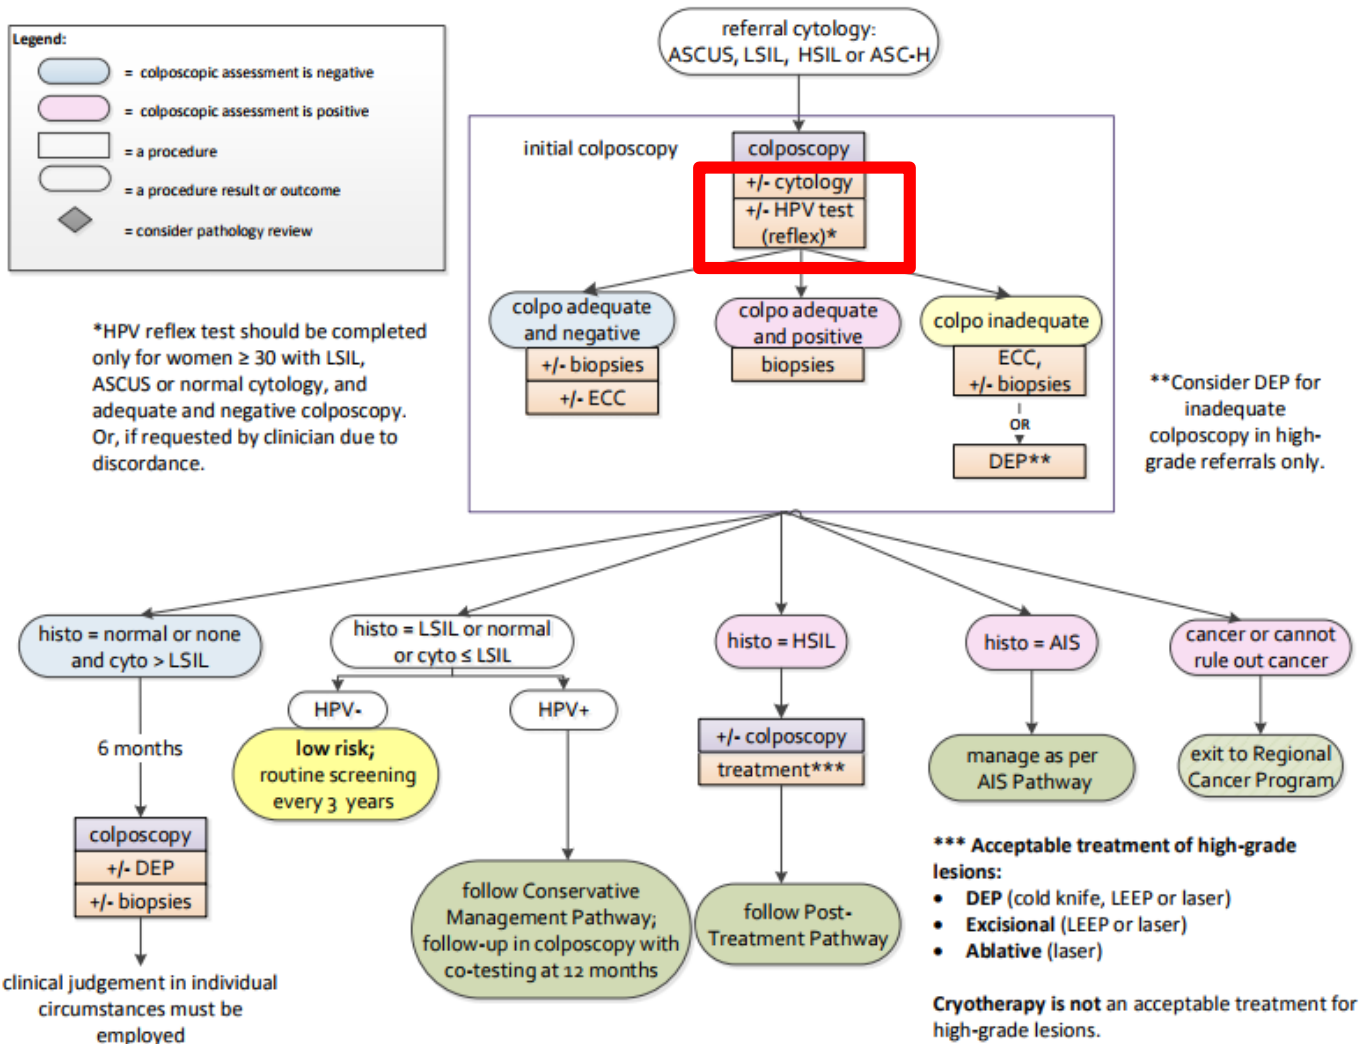 Legend:
= colposcopic assessment is negative
= colposcopic assessment is positive
= a procedure
= a procedure result or outcome
= consider pathology review
referral cytology:
ASCUS, LSIL, HSIL or ASC-H
initial colposcopy
colposcopy
+/- cytology
+/- HPV test
(reflex)*
colpo adequate
and negative
+/- biopsies
+/- ECC
colpo adequate
and positive
biopsies
colpo inadequate
ECC,
+/- biopsies
OR
DEP**
*HPV reflex test should be completed
only for women ≥ 30 with LSIL,
ASCUS or normal cytology, and
adequate and negative colposcopy.
Or, if requested by clinician due to
discordance.
**Consider DEP for
inadequate
colposcopy in high-
grade referrals only.
histo = normal or none
and cyto > LSIL
6 months
colposcopy
+/- DEP
+/- biopsies
clinical judgement in individual
circumstances must be
employed
histo = LSIL or normal
or cyto ≤ LSIL
HPV-
low risk;
routine screening
every 3 years
HPV+
follow Conservative
Management Pathway;
follow-up in colposcopy with
co-testing at 12 months
histo = HSIL
+/- colposcopy
treatment***
follow Post-
Treatment Pathway
histo = AIS
manage as per
AIS Pathway
cancer or cannot
rule out cancer
exit to Regional
Cancer Program
*** Acceptable treatment of high-grade
lesions:
• DEP (cold knife, LEEP or laser)
• Excisional (LEEP or laser)
• Ablative (laser)
Cryotherapy is not an acceptable treatment for
high-grade lesions.